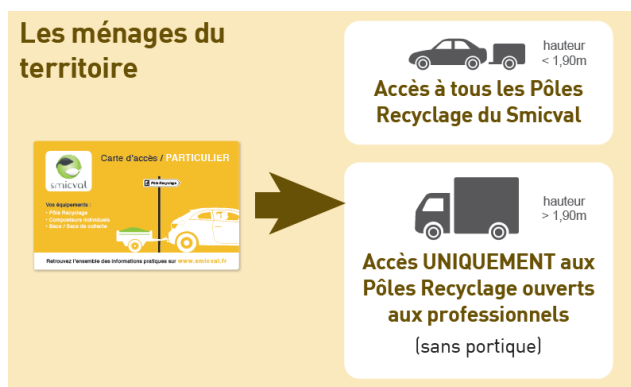 Les ménages du
territoire
smicval
Carte d'accès / PARTICULIER
Pôle Recyclage
Vos équipements :
- Pôle Recyclage
- Composteurs individuels
- Bacs / Sacs de collecte
Retrouvez l'ensemble des informations pratiques sur www.smicval.fr
hauteur
< 1,90m
Accès à tous les Pôles
Recyclage du Smicval
hauteur
> 1,90m
Accès UNIQUEMENT aux
Pôles Recyclage ouverts
aux professionnels
(sans portique)